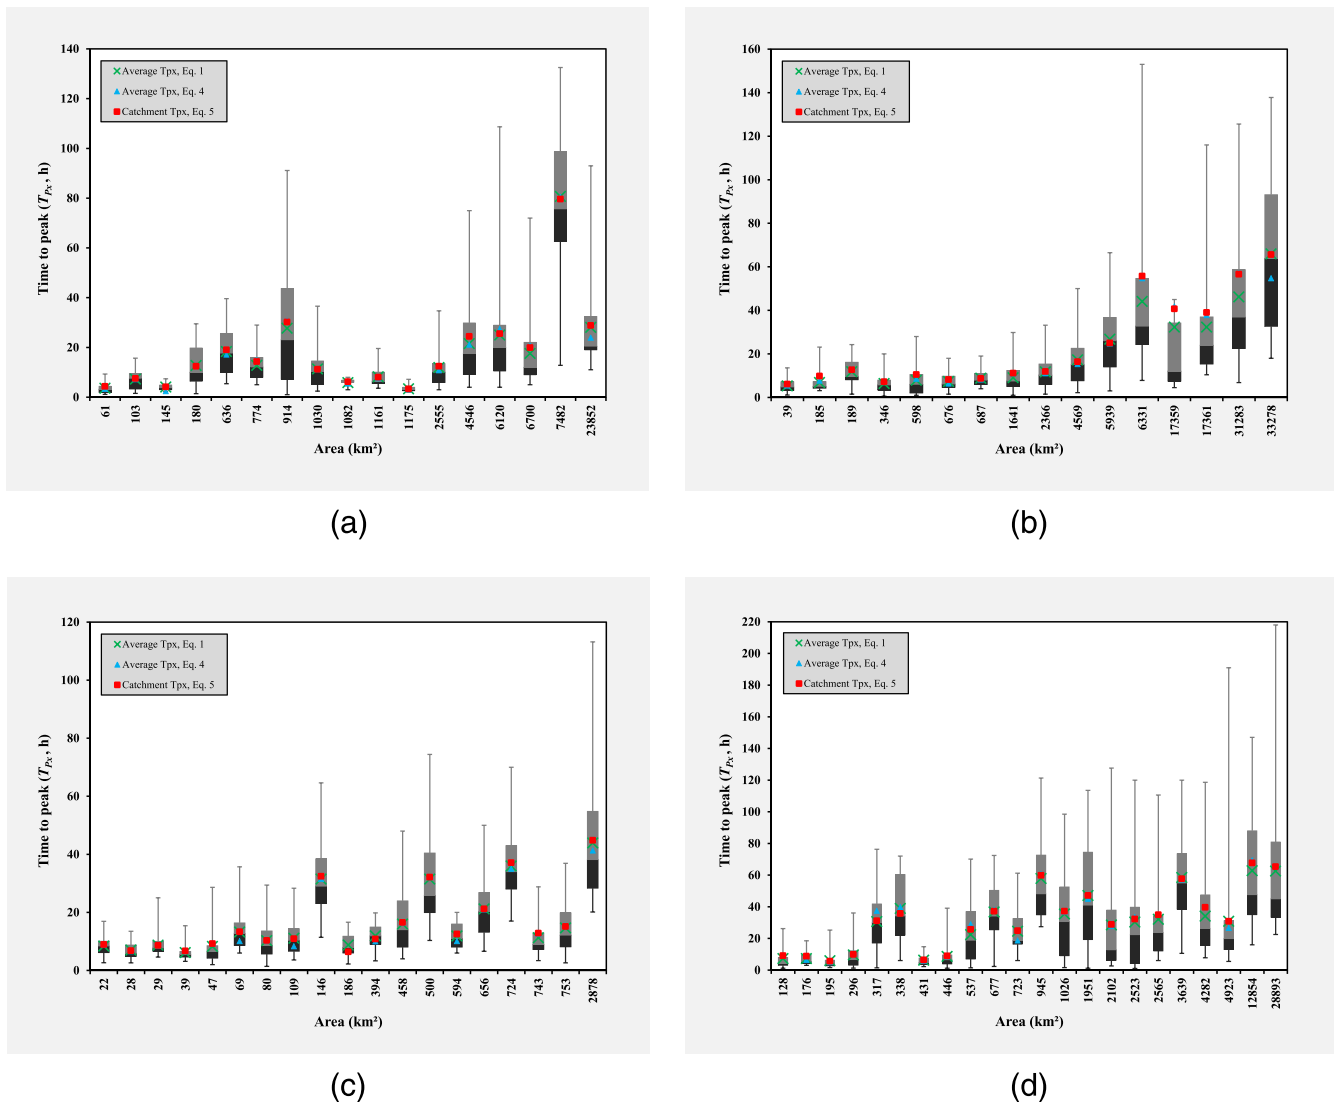 140
120
100
80
60
40
20
0
Time to peak (T_Px, h)
Average Tpx, Eq. 1
Average Tpx, Eq. 4
Catchment Tpx, Eq. 5
61 103 145 180 636 774 914 1030 1082 1161 1175 2555 4546 6120 6700 7482 23852
Area (km²)
(a)
160
140
120
100
80
60
40
20
0
Time to peak (T_Px, h)
Average Tpx, Eq. 1
Average Tpx, Eq. 4
Catchment Tpx, Eq. 5
39 185 189 346 598 676 687 1641 2366 4569 5939 6331 17359 17361 31283 33278
Area (km²)
(b)
120
100
80
60
40
20
0
Time to peak (T_Px, h)
Average Tpx, Eq. 1
Average Tpx, Eq. 4
Catchment Tpx, Eq. 5
22 28 29 39 47 69 80 109 146 186 394 458 500 594 656 724 743 753 2878
Area (km²)
(c)
220
200
180
160
140
120
100
80
60
40
20
0
Time to peak (T_Px, h)
Average Tpx, Eq. 1
Average Tpx, Eq. 4
Catchment Tpx, Eq. 5
128 176 195 296 317 338 431 446 537 677 723 945 1026 1951 2102 2523 2565 3639 4282 4923 12854 28893
Area (km²)
(d)